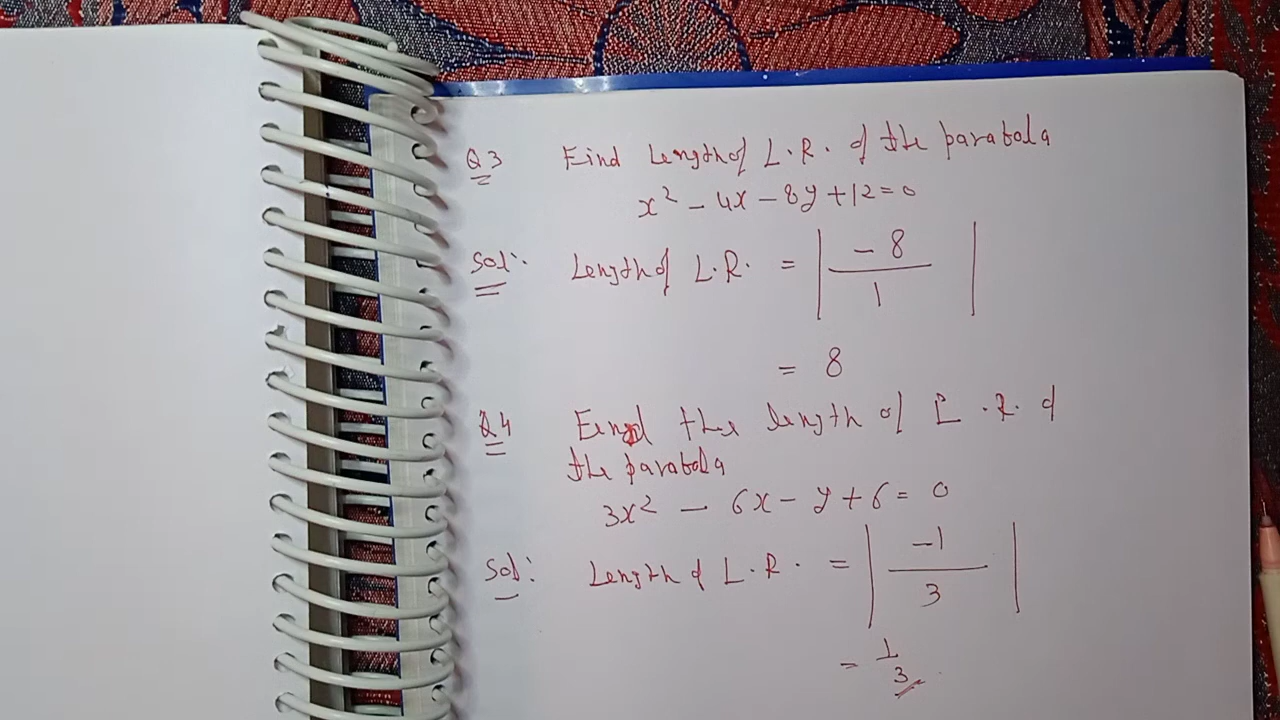 Q3 Find Length of L.R. of the parabola
x² - 4x - 8y + 12 = 0
Sol:. Length of L.R. = | -8 / 1 |
= 8
Q4 Find the length of L.R. of
the parabola
3x² - 6x - y + 6 = 0
Sol: Length of L.R. = | -1 / 3 |
= 1/3